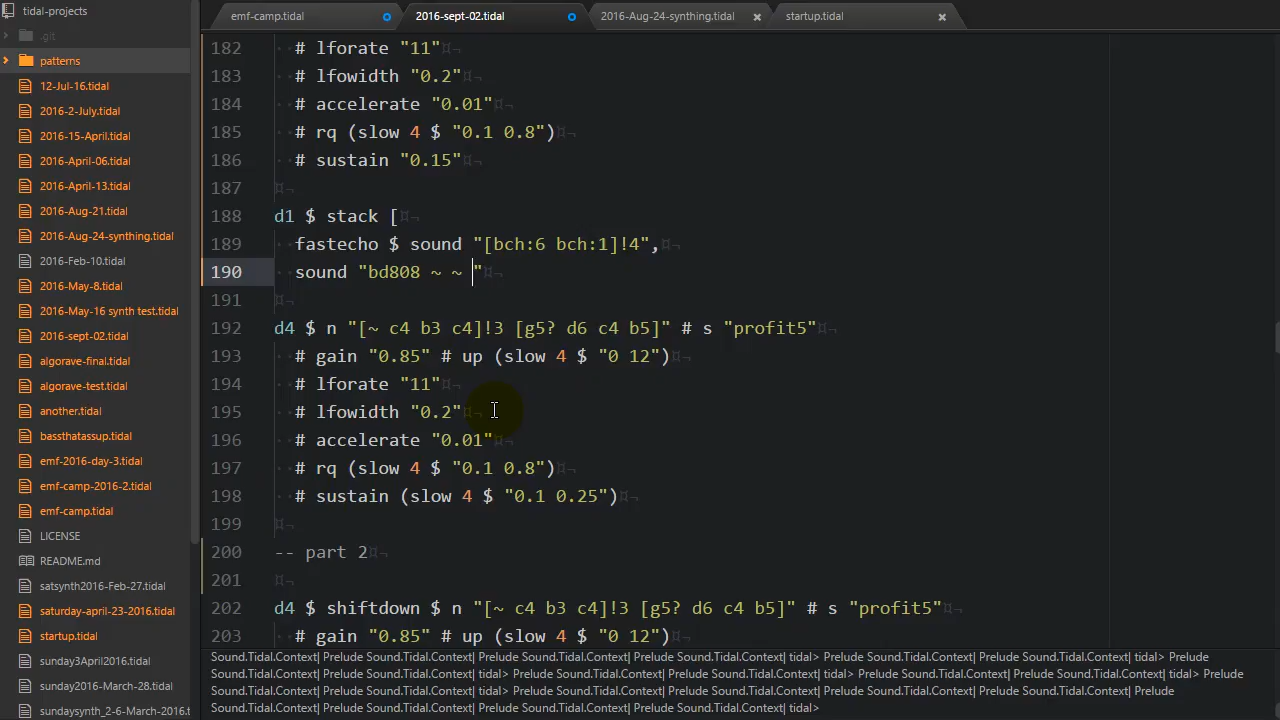 tidal-projects
.git
patterns
12-Jul-16.tidal
2016-2-July.tidal
2016-15-April.tidal
2016-April-06.tidal
2016-April-13.tidal
2016-Aug-21.tidal
2016-Aug-24-synthing.tidal
2016-Feb-10.tidal
2016-May-8.tidal
2016-May-16 synth test.tidal
2016-sept-02.tidal
algorave-final.tidal
algorave-test.tidal
another.tidal
bassthatassup.tidal
emf-2016-day-3.tidal
emf-camp-2016-2.tidal
emf-camp.tidal
LICENSE
README.md
satsynth2016-Feb-27.tidal
saturday-april-23-2016.tidal
startup.tidal
sunday3April2016.tidal
sunday2016-March-28.tidal
sundaysynth_2-6-March-2016.t
emf-camp.tidal 2016-sept-02.tidal 2016-Aug-24-synthing.tidal startup.tidal
182 # lforate "11"
183 # lfowidth "0.2"
184 # accelerate "0.01"
185 # rq (slow 4 $ "0.1 0.8")
186 # sustain "0.15"
187
188 d1 $ stack [
189 fastecho $ sound "[bch:6 bch:1]!4",
190 sound "bd808 ~ ~ "
191
192 d4 $ n "[~ c4 b3 c4]!3 [g5? d6 c4 b5]" # s "profit5"
193 # gain "0.85" # up (slow 4 $ "0 12")
194 # lforate "11"
195 # lfowidth "0.2"
196 # accelerate "0.01"
197 # rq (slow 4 $ "0.1 0.8")
198 # sustain (slow 4 $ "0.1 0.25")
199
200 -- part 2
201
202 d4 $ shiftdown $ n "[~ c4 b3 c4]!3 [g5? d6 c4 b5]" # s "profit5"
203 # gain "0.85" # up (slow 4 $ "0 12")
Sound.Tidal.Context| Prelude Sound.Tidal.Context| Prelude Sound.Tidal.Context| Prelude Sound.Tidal.Context| tidal> Prelude Sound.Tidal.Context| Prelude Sound.Tidal.Context| tidal> Prelude
Sound.Tidal.Context| Prelude Sound.Tidal.Context| tidal> Prelude Sound.Tidal.Context| tidal> Prelude Sound.Tidal.Context| tidal> Prelude Sound.Tidal.Context| tidal> Prelude
Sound.Tidal.Context| Prelude Sound.Tidal.Context| Prelude Sound.Tidal.Context| Prelude Sound.Tidal.Context| tidal> Prelude Sound.Tidal.Context| Prelude Sound.Tidal.Context| Prelude
Sound.Tidal.Context| Prelude Sound.Tidal.Context| Prelude Sound.Tidal.Context| Prelude Sound.Tidal.Context| tidal>